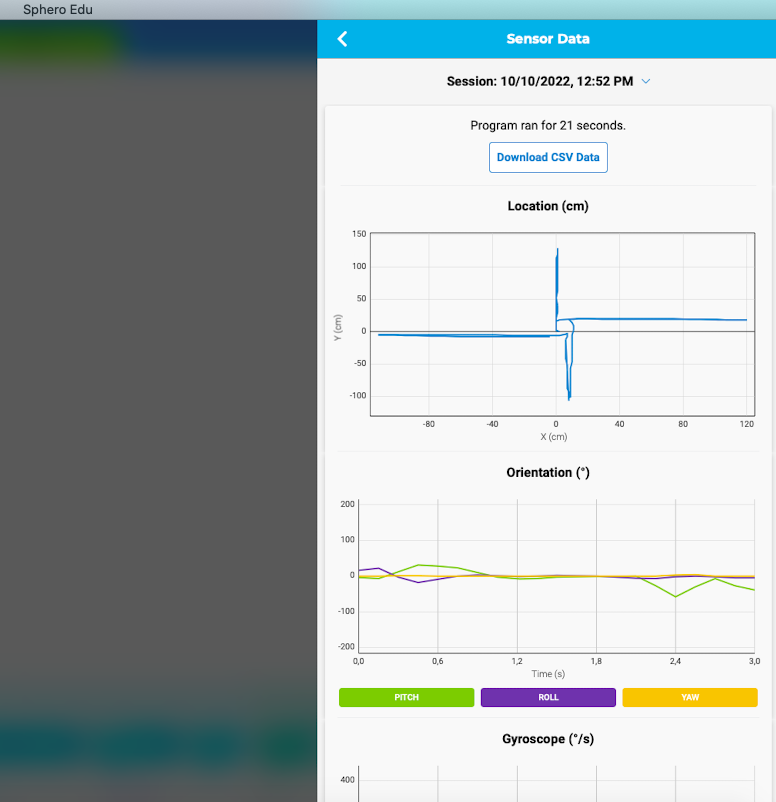 Sphero Edu
Sensor Data
Session: 10/10/2022, 12:52 PM
Program ran for 21 seconds.
Download CSV Data
Location (cm)
150
100
50
0
-50
-100
Y (cm)
-80 -40 0 40 80 120
X (cm)
Orientation (°)
200
100
0
-100
-200
0,0 0,6 1,2 1,8 2,4 3,0
Time (s)
PITCH ROLL YAW
Gyroscope (°/s)
400